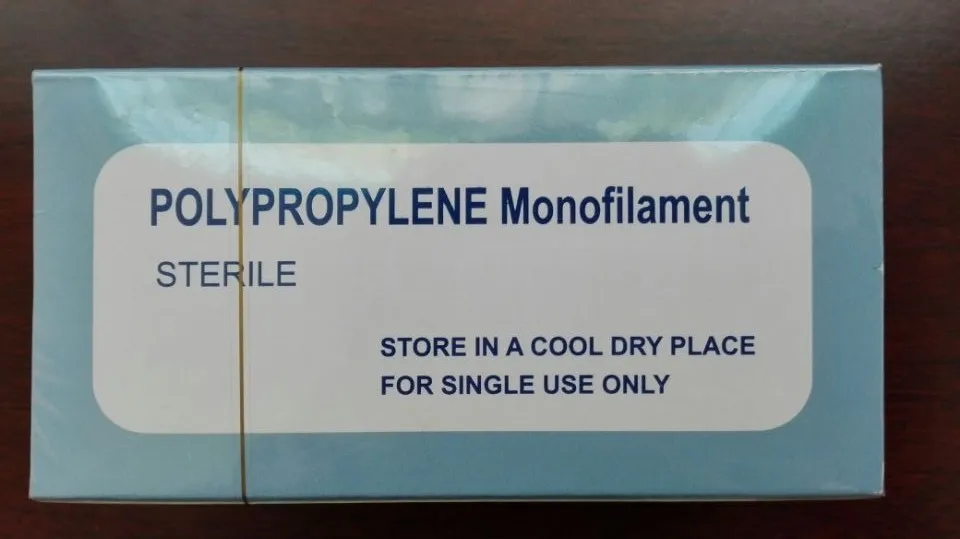 POLYPROPYLENE Monofilament
STERILE
STORE IN A COOL DRY PLACE
FOR SINGLE USE ONLY